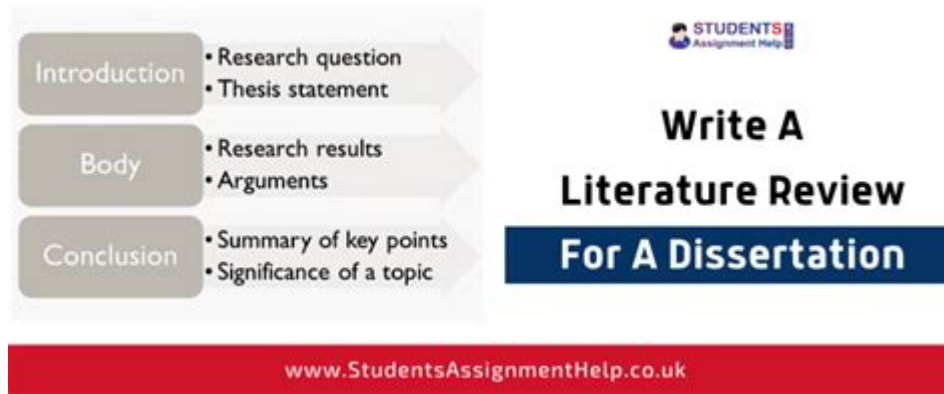 Introduction
• Research question
• Thesis statement
Body
• Research results
• Arguments
Conclusion
• Summary of key points
• Significance of a topic
STUDENTS
Assignment Help
Write A
Literature Review
For A Dissertation
www.StudentsAssignmentHelp.co.uk